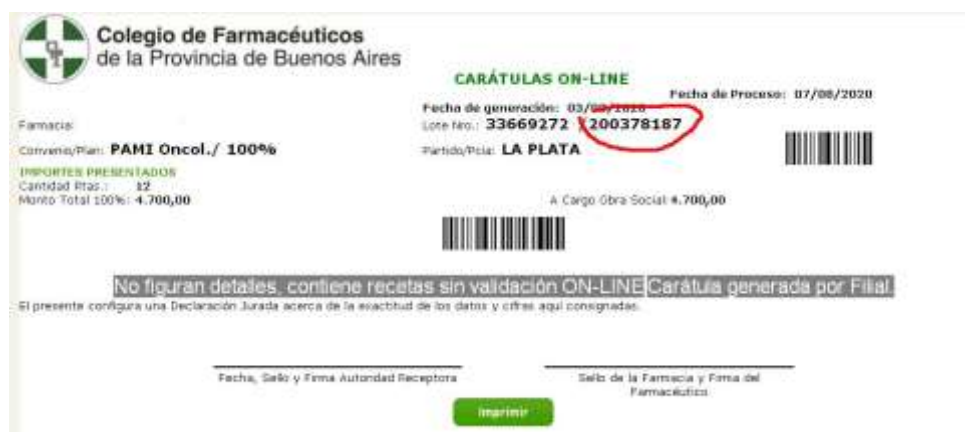 Colegio de Farmacéuticos
de la Provincia de Buenos Aires
CARÁTULAS ON-LINE
Fecha de Proceso: 07/08/2020
Fecha de generación:
Farmacia:
Lote Nro.: 33669272 / 200378187
Convenio/Plan: PAMI Oncol./ 100%
Partido/Pcia: LA PLATA
IMPORTES PRESENTADOS
Cantidad Rtas.: 12
Monto Total 100%: 4.700,00
A Cargo Obra Social: 4.700,00
No figuran detalles, contiene recetas sin validación ON-LINE Carátula generada por Filial.
El presente configura una Declaración Jurada acerca de la exactitud de los datos y cifras aquí consignadas.
Fecha, Sello y Firma Autoridad Receptora
Sello de la Farmacia y Firma del
Farmacéutico
Imprimir